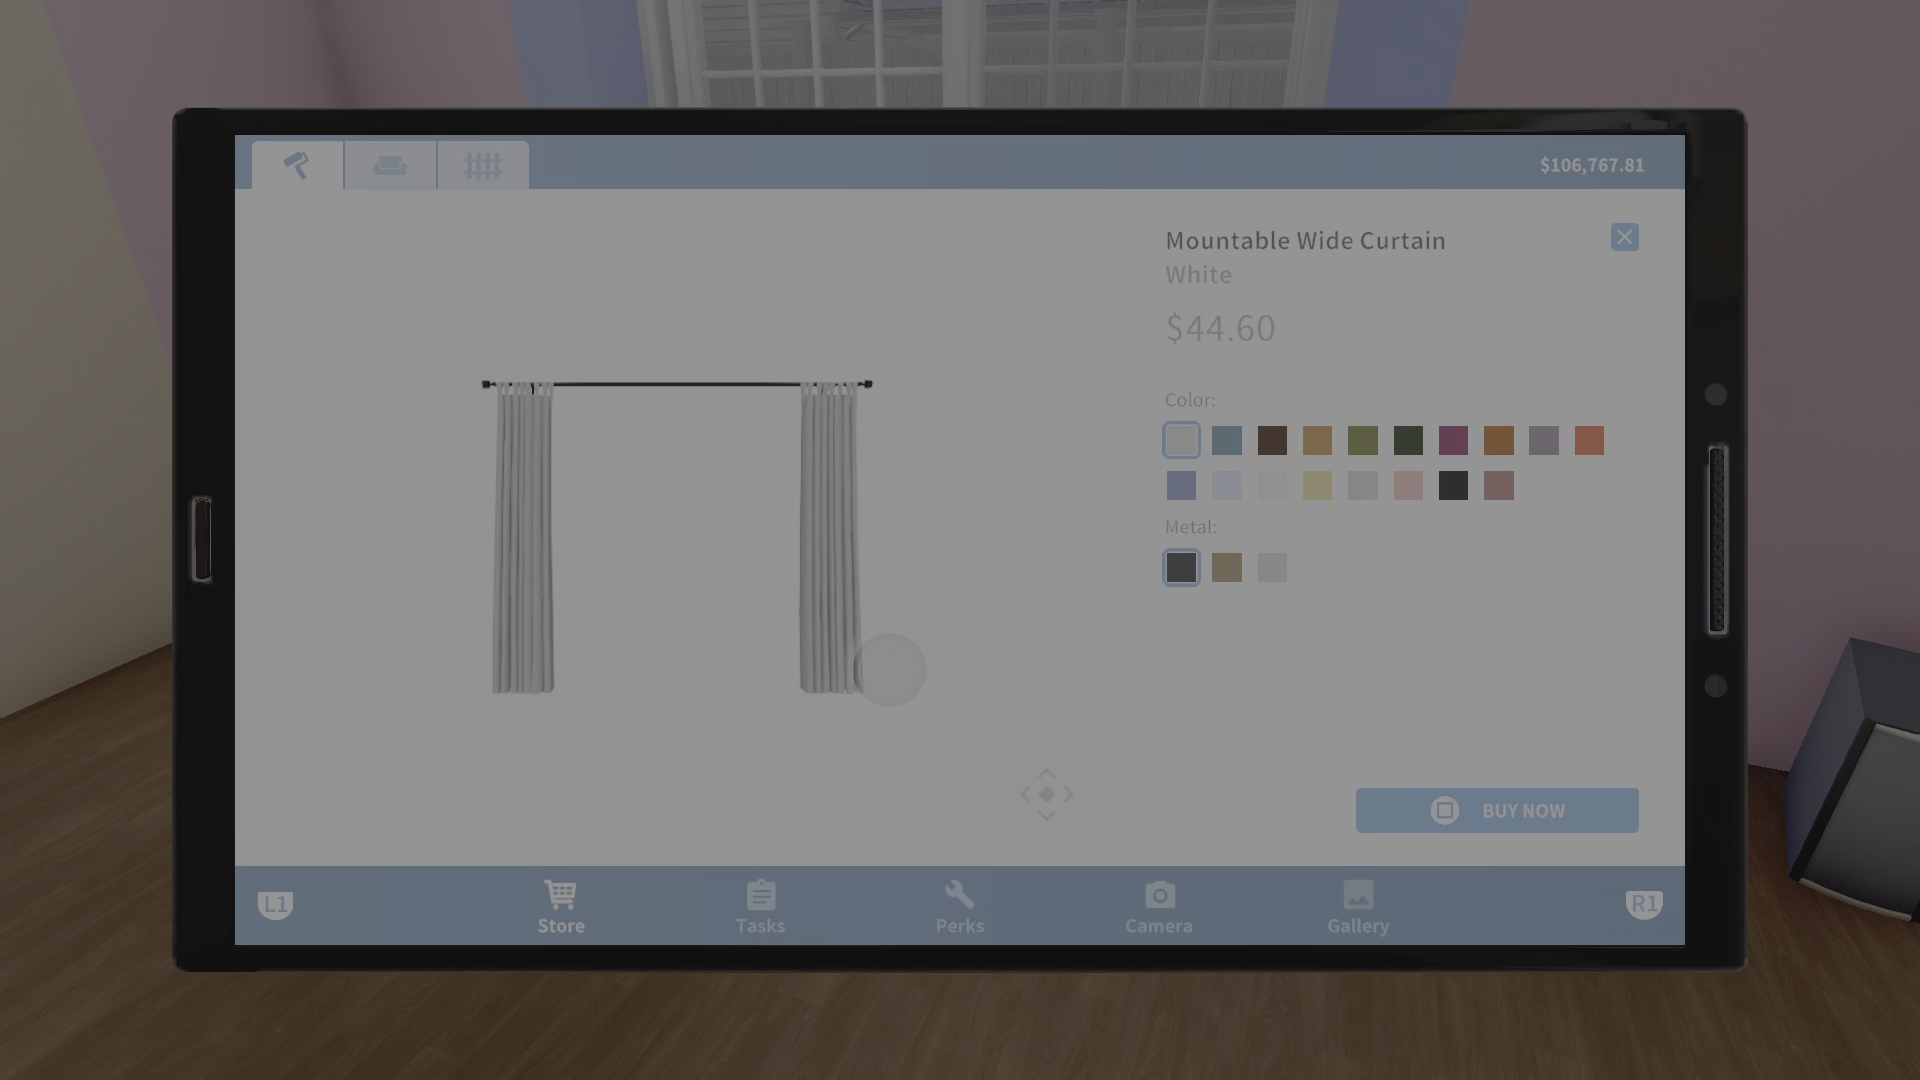 $106,767.81
Mountable Wide Curtain
White
$44.60
Color:
Metal:
BUY NOW
L1
Store
Tasks
Perks
Camera
Gallery
R1